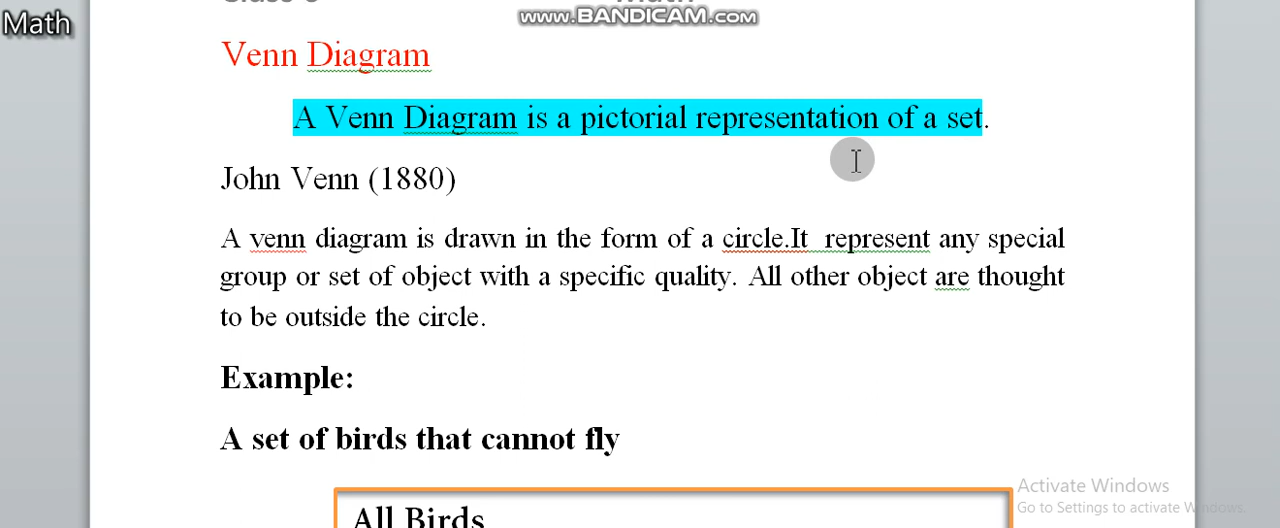 Math
www.BANDICAM.com
Venn Diagram
A Venn Diagram is a pictorial representation of a set.
John Venn (1880)
A venn diagram is drawn in the form of a circle.It represent any special
group or set of object with a specific quality. All other object are thought
to be outside the circle.
Example:
A set of birds that cannot fly
All Birds
Activate Windows
Go to Settings to activate Windows.